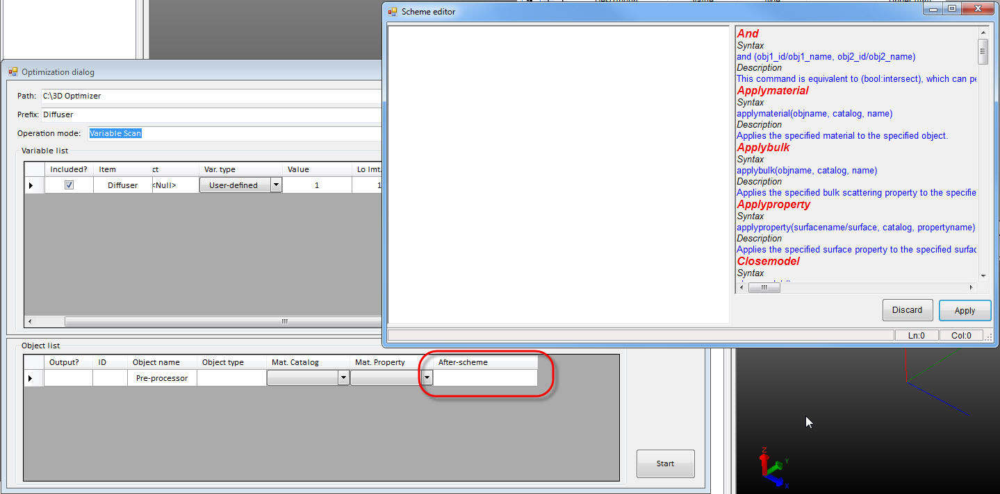 Scheme editor
And
Syntax
and (obj1_id/obj1_name, obj2_id/obj2_name)
Description
This command is equivalent to (bool:intersect), which can pe
Applymaterial
Syntax
applymaterial(objname, catalog, name)
Description
Applies the specified material to the specified object.
Applybulk
Syntax
applybulk(objname, catalog, name)
Description
Applies the specified bulk scattering property to the specifie
Applyproperty
Syntax
applyproperty(surfacename/surface, catalog, propertyname)
Description
Applies the specified surface property to the specified surfac
Closemodel
Syntax
Discard Apply
Ln:0 Col:0
Optimization dialog
Path: C:\3D Optimizer
Prefix: Diffuser
Operation mode: Variable Scan
Variable list
Included? Item ct Var. type Value Lo lmt.
Diffuser <Null> User-defined 1 1
Object list
Output? ID Object name Object type Mat. Catalog Mat. Property After-scheme
Pre-processor
Start
Z
Y
X